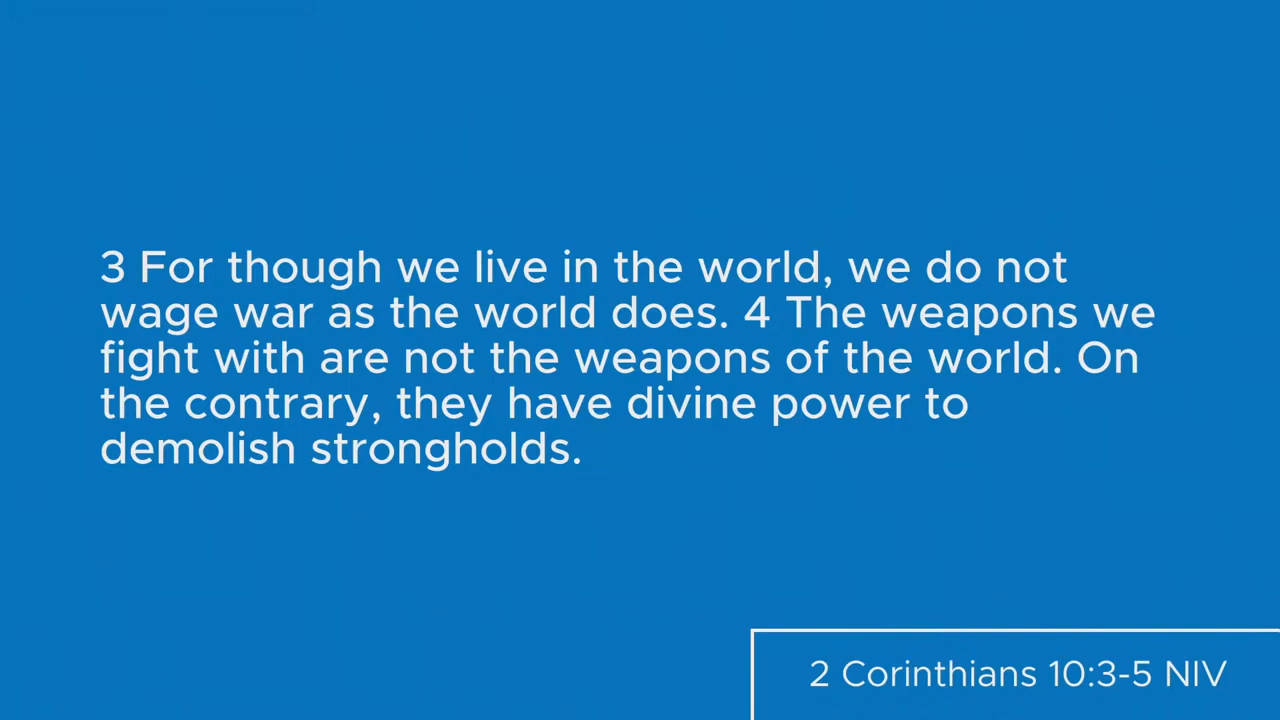 3 For though we live in the world, we do not
wage war as the world does. 4 The weapons we
fight with are not the weapons of the world. On
the contrary, they have divine power to
demolish strongholds.
2 Corinthians 10:3-5 NIV